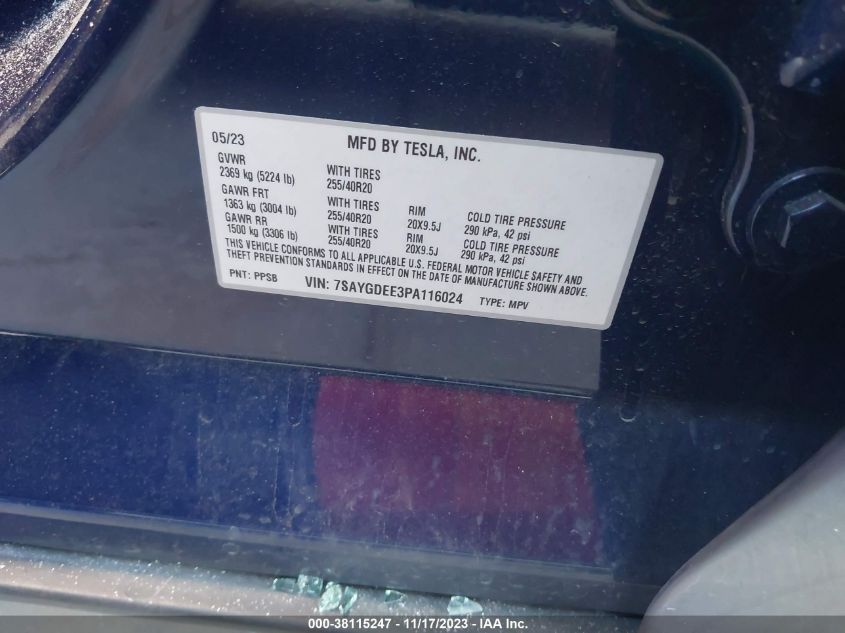 05/23 MFD BY TESLA, INC.
GVWR
2369 kg (5224 lb) WITH TIRES
255/40R20
GAWR FRT
1363 kg (3004 lb) WITH TIRES RIM COLD TIRE PRESSURE
255/40R20 20X9.5J 290 kPa, 42 psi
GAWR RR
1500 kg (3306 lb) WITH TIRES RIM COLD TIRE PRESSURE
255/40R20 20X9.5J 290 kPa, 42 psi
THIS VEHICLE CONFORMS TO ALL APPLICABLE U.S. FEDERAL MOTOR VEHICLE SAFETY AND
THEFT PREVENTION STANDARDS IN EFFECT ON THE DATE OF MANUFACTURE SHOWN ABOVE.
PNT: PPSB VIN: 7SAYGDEE3PA116024 TYPE: MPV
000-38115247 - 11/17/2023 - IAAI, Inc.